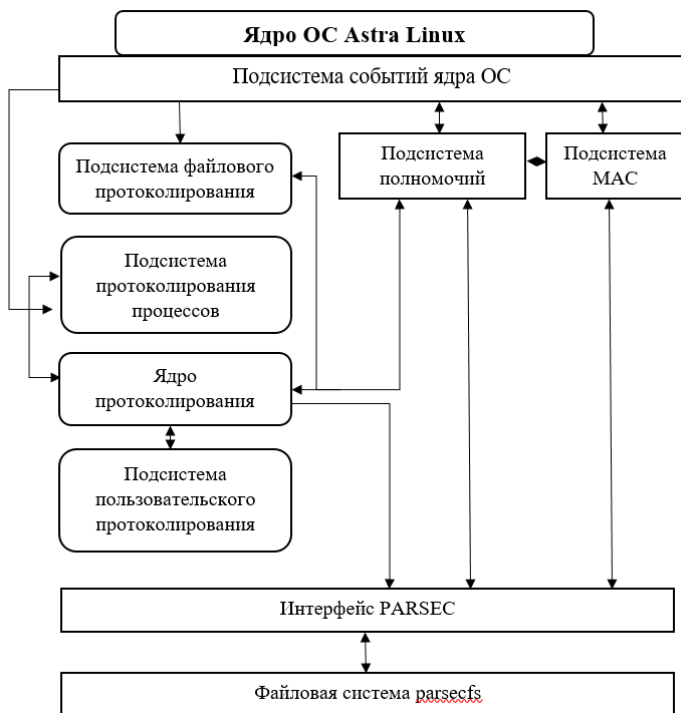 Ядро ОС Astra Linux
Подсистема событий ядра ОС
Подсистема файлового
протоколирования
Подсистема
полномочий
Подсистема
МАС
Подсистема
протоколирования
процессов
Ядро
протоколирования
Подсистема
пользовательского
протоколирования
Интерфейс PARSEC
Файловая система parsecfs